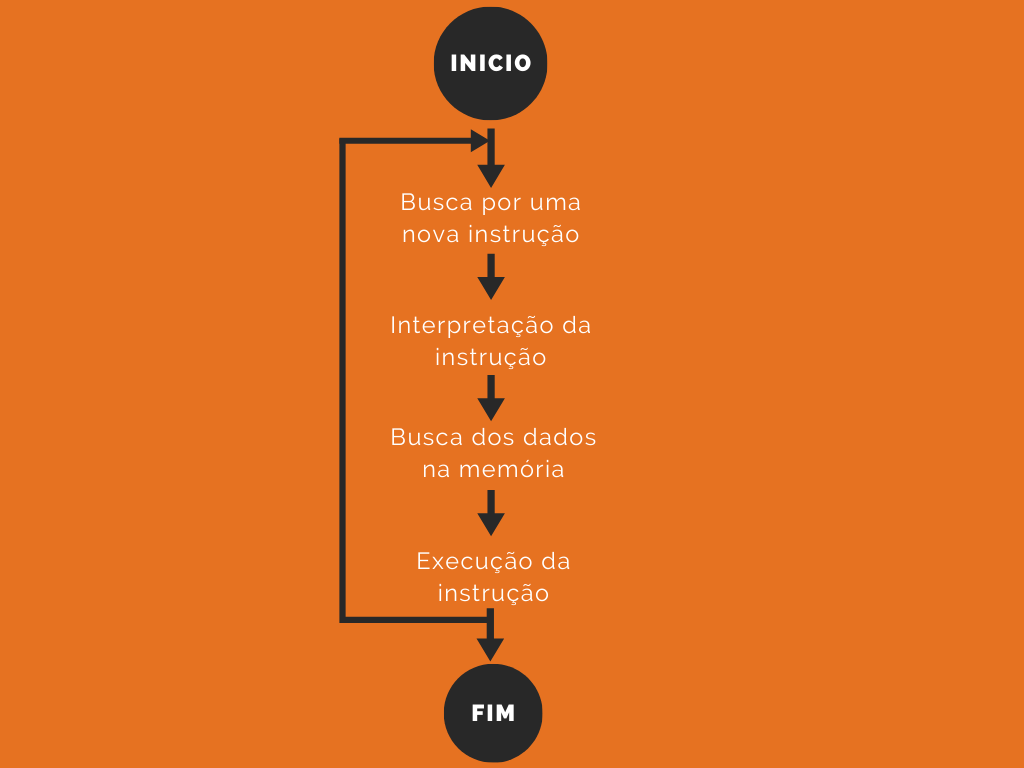 INICIO
Busca por uma
nova instrução
Interpretação da
instrução
Busca dos dados
na memória
Execução da
instrução
FIM